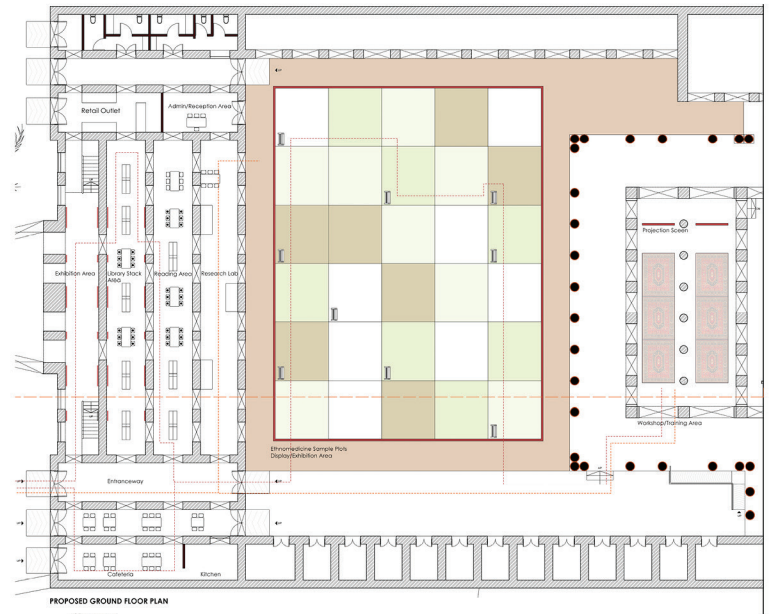 Retail Outlet
Admin/Reception Area
Projection Sceen
Exhibition Area
Library Stack
Area
Reading Area
Research Lab
Workshop/Training Area
Ethnomedicine Sample Plots
Display/Exhibition Area
Entranceway
Cafeteria
Kitchen
PROPOSED GROUND FLOOR PLAN